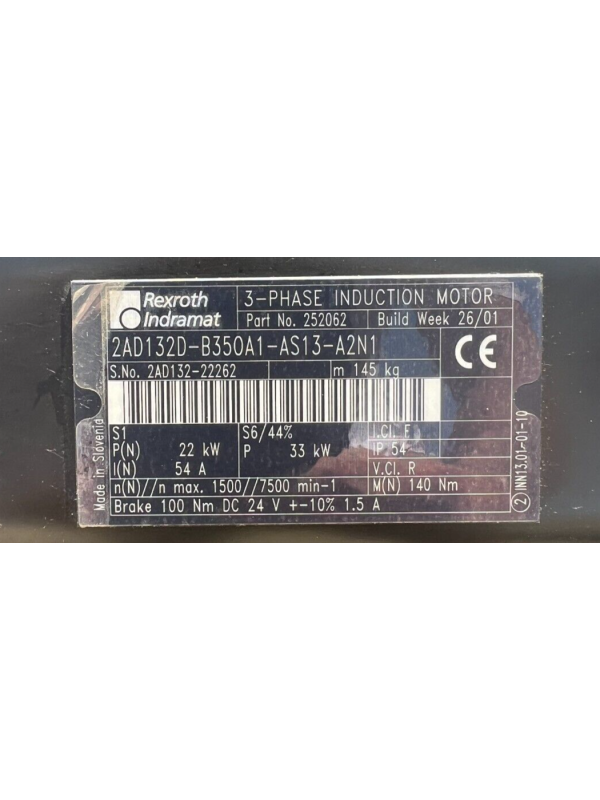 Rexroth
Indramat
3-PHASE INDUCTION MOTOR
Part No. 252062 Build Week 26/01
2AD132D-B350A1-AS13-A2N1
CE
S.No. 2AD132-22262 m 145 kg
S1 S6/44% I.Cl. F
P(N) 22 kW P 33 kW IP 54
I(N) 54 A V.Cl. R
n(N)//n max. 1500//7500 min-1 M(N) 140 Nm
Brake 100 Nm DC 24 V +-10% 1.5 A
Made in Slovenia
2 INN13.01-01-10